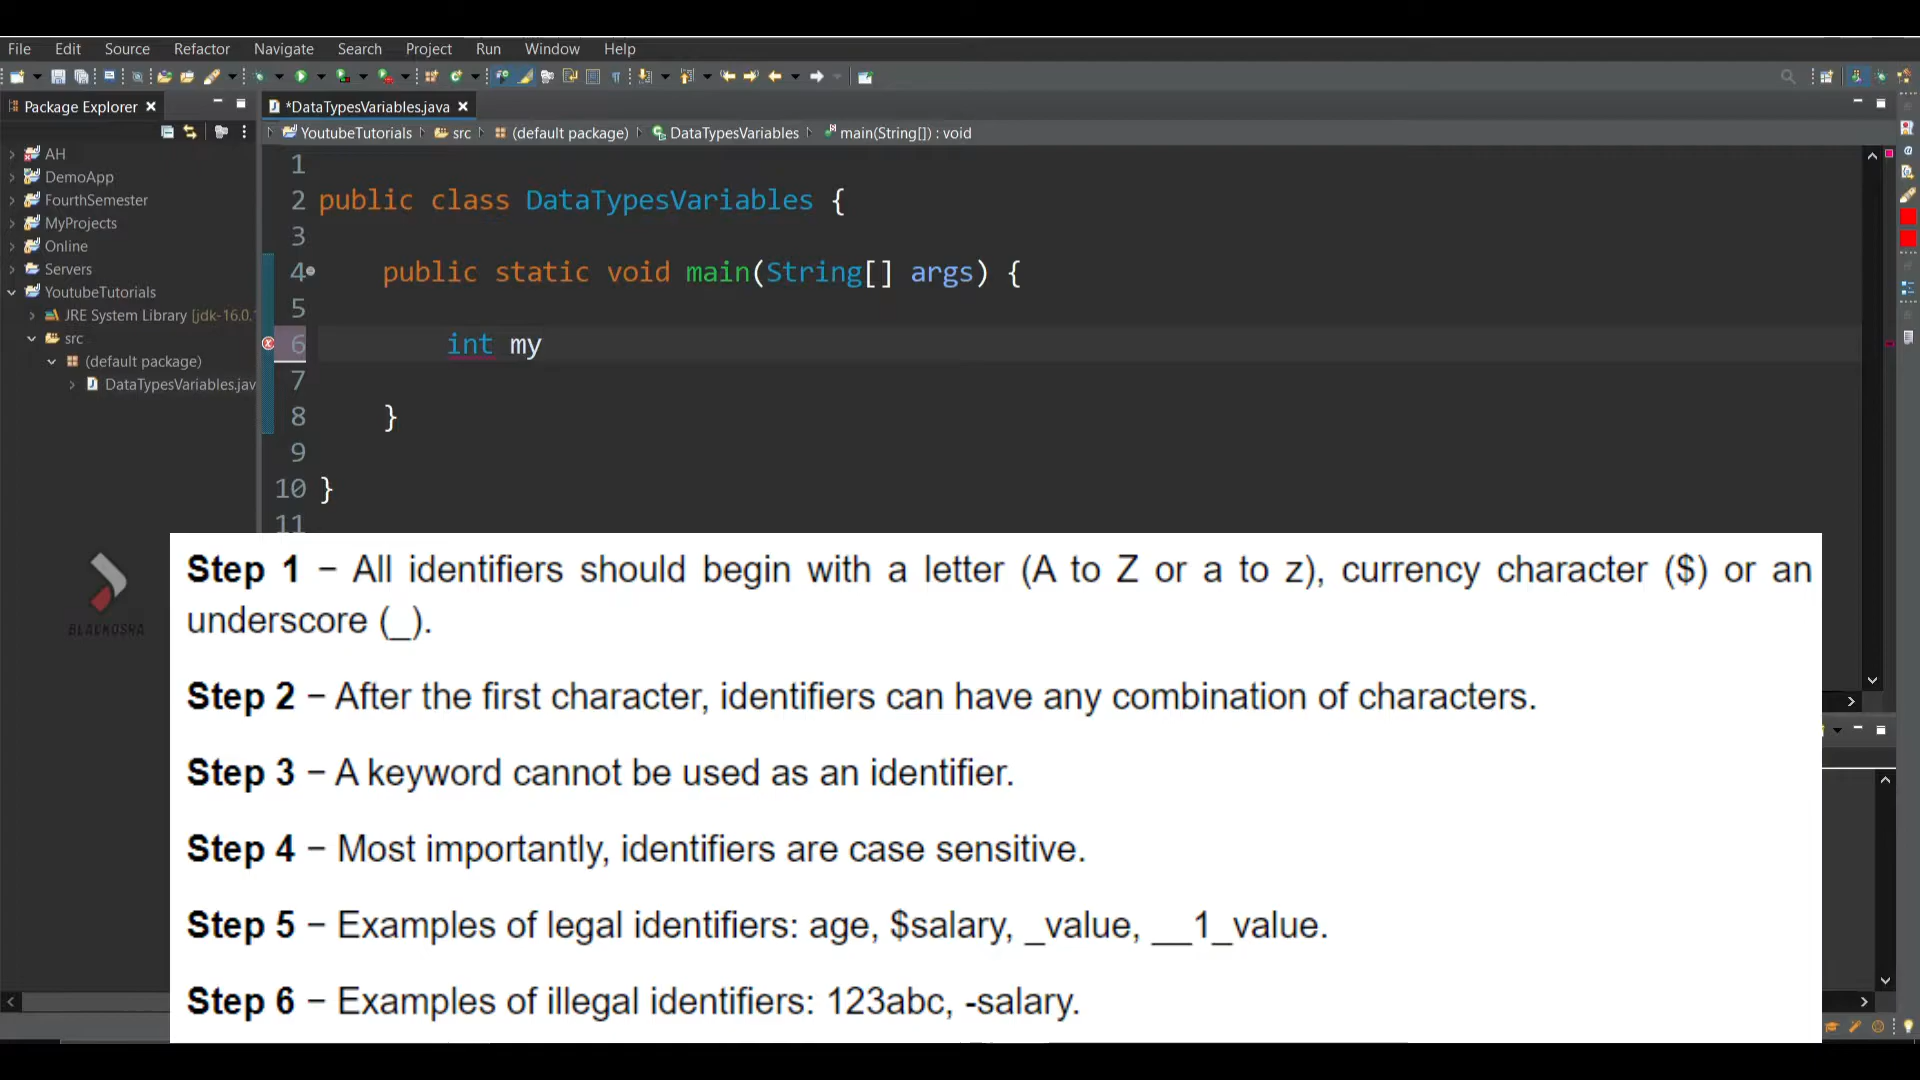 File Edit Source Refactor Navigate Search Project Run Window Help
Package Explorer
*DataTypesVariables.java
YoutubeTutorials src (default package) DataTypesVariables main(String[]) : void
AH
DemoApp
FourthSemester
MyProjects
Online
Servers
YoutubeTutorials
JRE System Library [jdk-16.0.
src
(default package)
DataTypesVariables.jav
1
2 public class DataTypesVariables {
3
4 public static void main(String[] args) {
5
6 int my
7
8 }
9
10 }
11
BLACKOSRA
Step 1 – All identifiers should begin with a letter (A to Z or a to z), currency character ($) or an
underscore (_).
Step 2 – After the first character, identifiers can have any combination of characters.
Step 3 – A keyword cannot be used as an identifier.
Step 4 – Most importantly, identifiers are case sensitive.
Step 5 – Examples of legal identifiers: age, $salary, _value, __1_value.
Step 6 – Examples of illegal identifiers: 123abc, -salary.